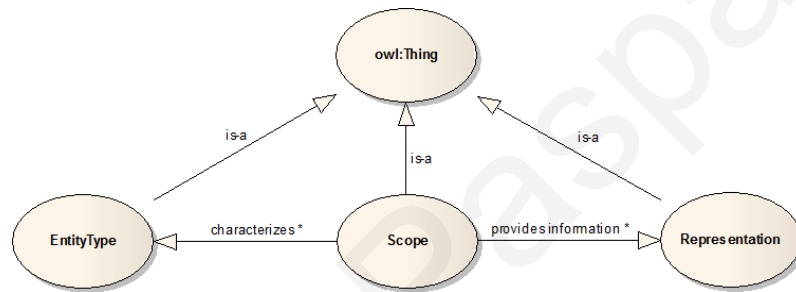 owl:Thing
is-a
is-a
is-a
EntityType
characterizes *
Scope
provides information *
Representation